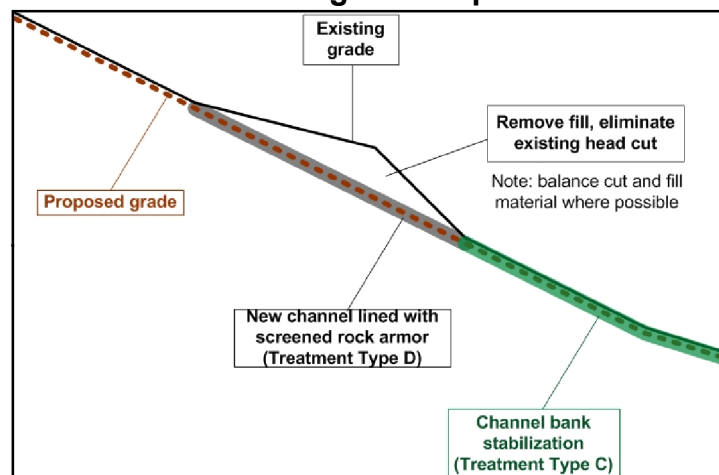 Existing
grade
Remove fill, eliminate
existing head cut
Note: balance cut and fill
material where possible
Proposed grade
New channel lined with
screened rock armor
(Treatment Type D)
Channel bank
stabilization
(Treatment Type C)